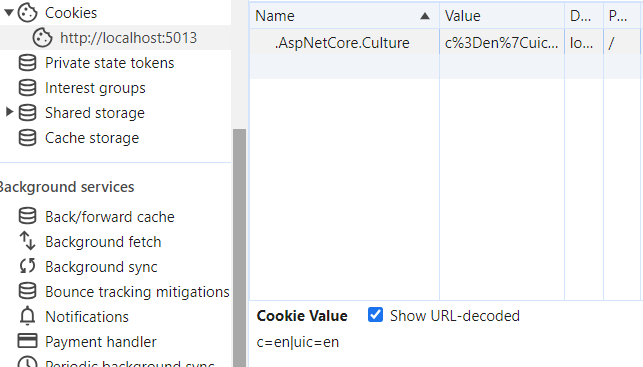 Cookies
http://localhost:5013
Private state tokens
Interest groups
Shared storage
Cache storage
Background services
Back/forward cache
Background fetch
Background sync
Bounce tracking mitigations
Notifications
Payment handler
Periodic background sync
Name Value D... P...
.AspNetCore.Culture c%3Den%7Cuic... lo... /
Cookie Value Show URL-decoded
c=en|uic=en